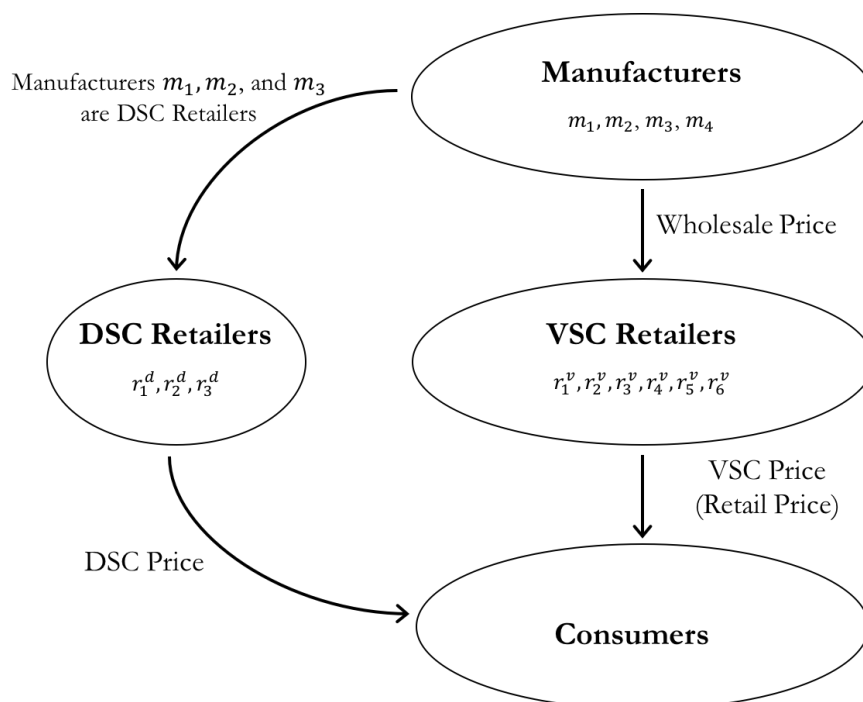 Manufacturers
m₁, m₂, m₃, m₄
Manufacturers m₁, m₂, and m₃
are DSC Retailers
Wholesale Price
DSC Retailers
r₁ᵈ, r₂ᵈ, r₃ᵈ
VSC Retailers
r₁ᵛ, r₂ᵛ, r₃ᵛ, r₄ᵛ, r₅ᵛ, r₆ᵛ
VSC Price
(Retail Price)
DSC Price
Consumers